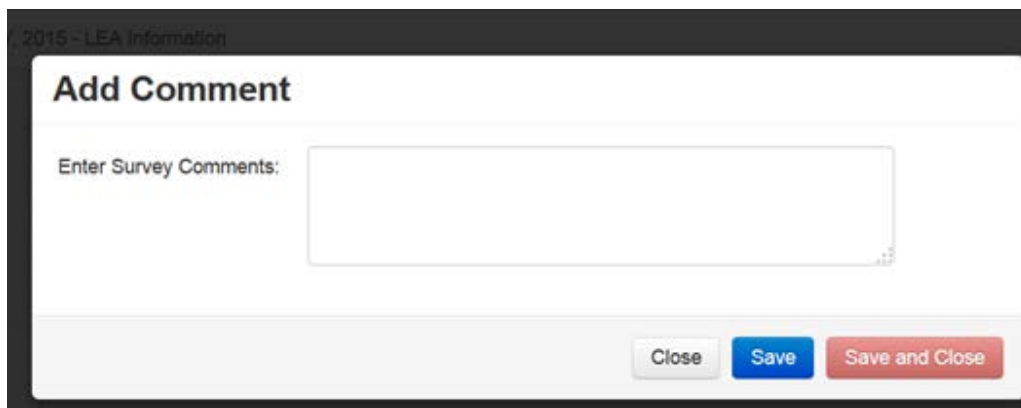 , 2015 - LEA Information
Add Comment
Enter Survey Comments:
Close Save Save and Close